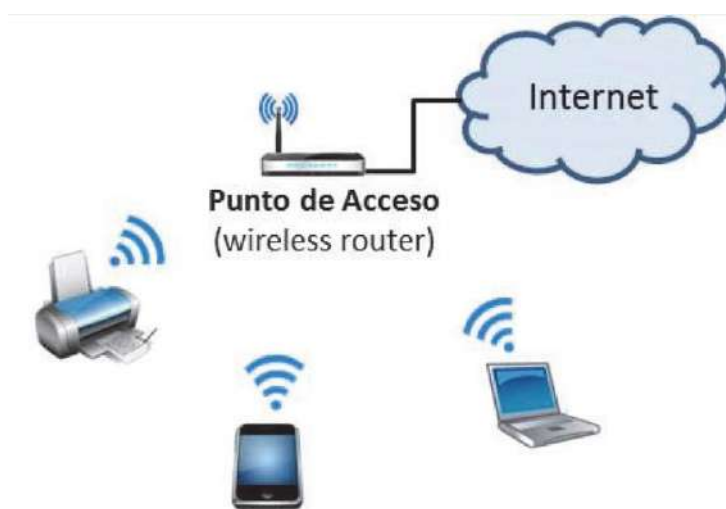 Internet
Punto de Acceso
(wireless router)